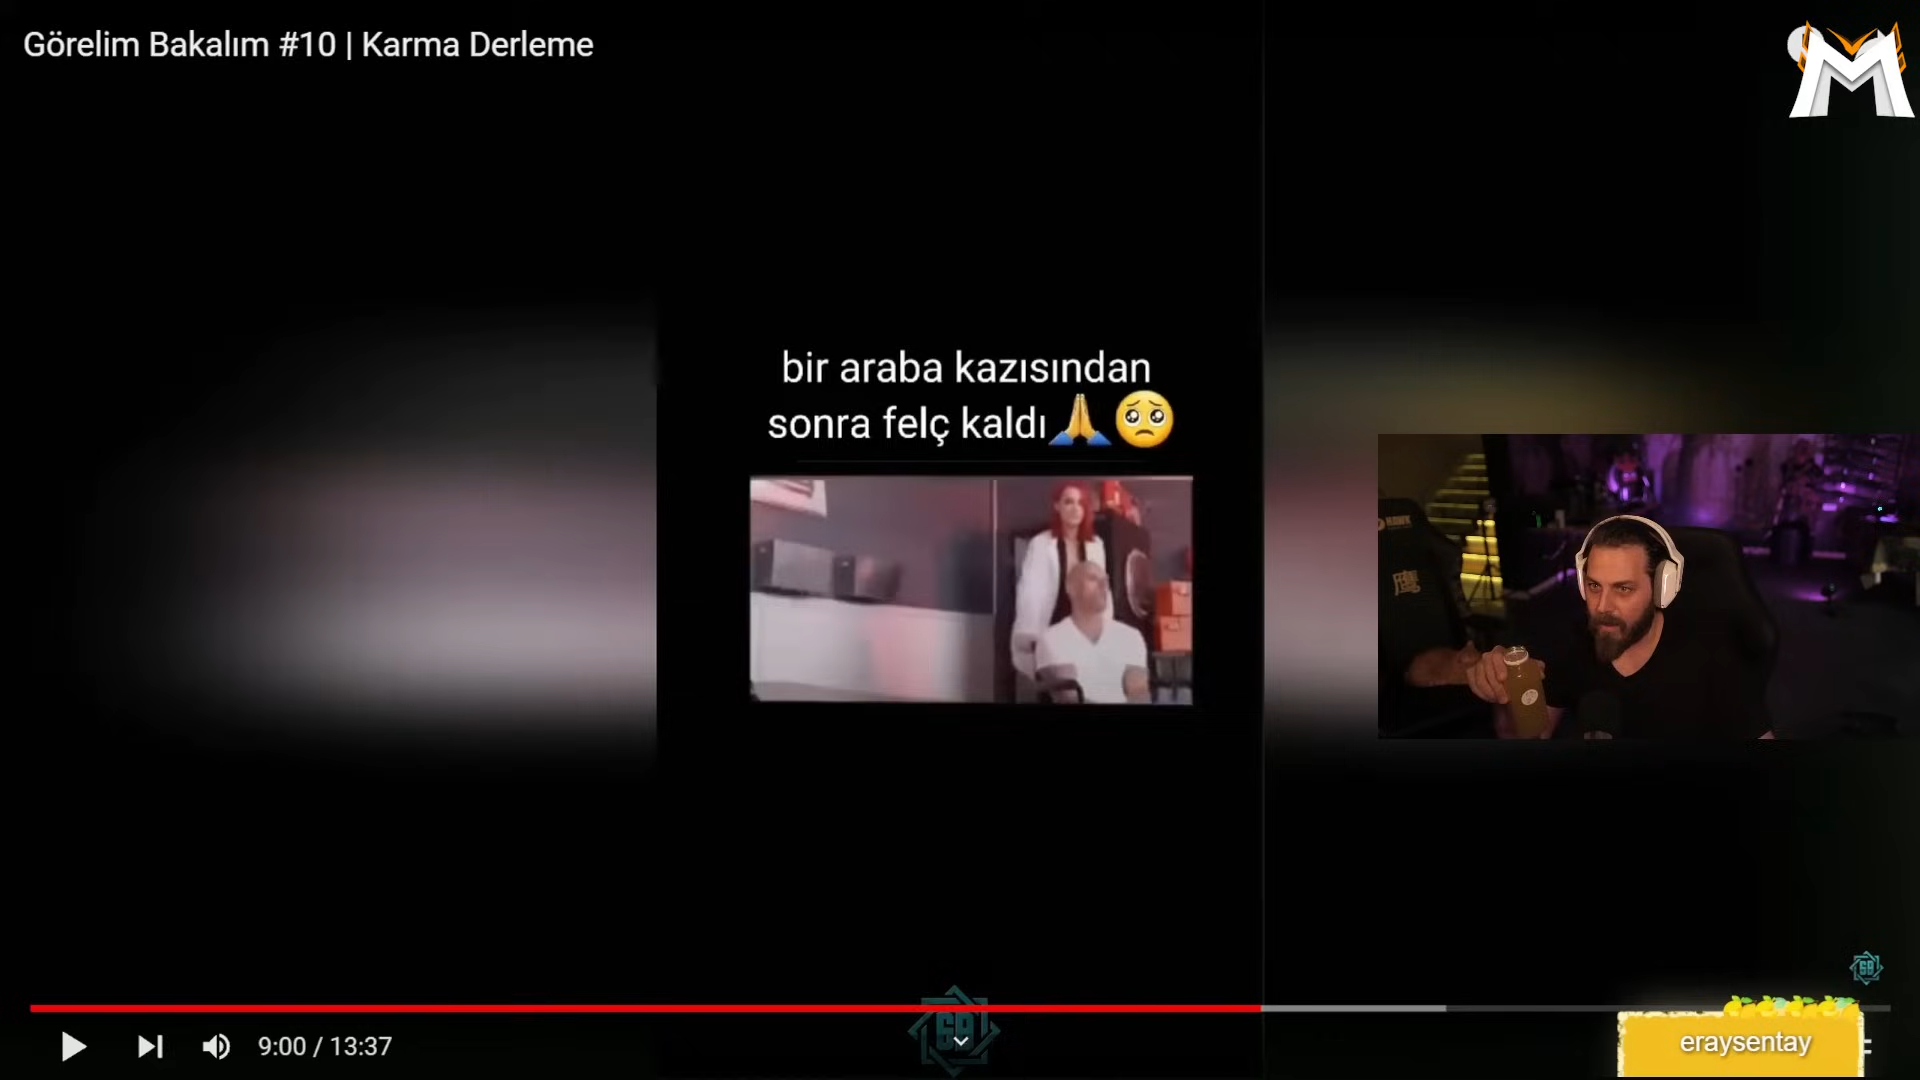 Görelim Bakalım #10 | Karma Derleme
M
bir araba kazısından
sonra felç kaldı🙏🥺
9:00 / 13:37
eraysentay